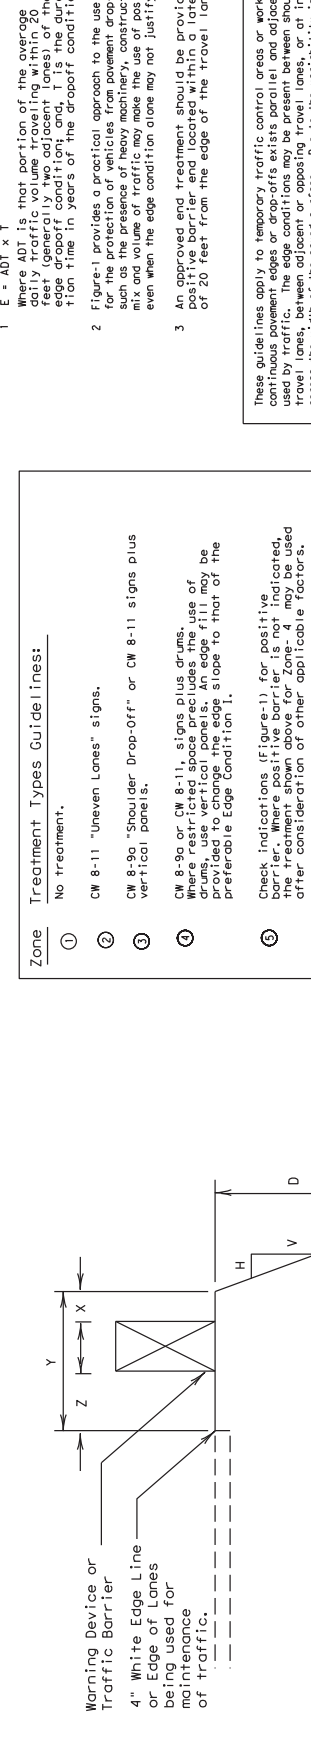 Warning Device or
Traffic Barrier
4" White Edge Line
or Edge of Lanes
being used for
maintenance
of traffic.
Y
Z
X
H
V
D
Zone Treatment Types Guidelines:
1 No treatment.
2 CW 8-11 "Uneven Lanes" signs.
3 CW 8-9a "Shoulder Drop-Off" or CW 8-11 signs plus
vertical panels.
4 CW 8-9a or CW 8-11, signs plus drums.
Where restricted space precludes the use of
drums, use vertical panels. An edge fill may be
provided to change the edge slope to that of the
preferable Edge Condition I.
5 Check indications (Figure-1) for positive
barrier. Where positive barrier is not indicated,
the treatment shown above for Zone- 4 may be used
after consideration of other applicable factors.
1 E = ADT x T
Where ADT is that portion of the average
daily traffic volume traveling within 20
feet (generally two adjacent lanes) of the
edge dropoff condition; and, T is the dura
tion time in years of the dropoff conditi
2 Figure-1 provides a practical approach to the use
for the protection of vehicles from pavement drop
such as the presence of heavy machinery, construc
mix and volume of traffic may make the use of pos
even when the edge condition alone may not justify
3 An approved end treatment should be provid
positive barrier end located within a late
of 20 feet from the edge of the travel lan
These guidelines apply to temporary traffic control areas or work
continuous pavement edges or drop-offs exists parallel and adjace
used by traffic. The edge conditions may be present between shou
travel lanes, between adjacent or opposing travel lanes, or at in